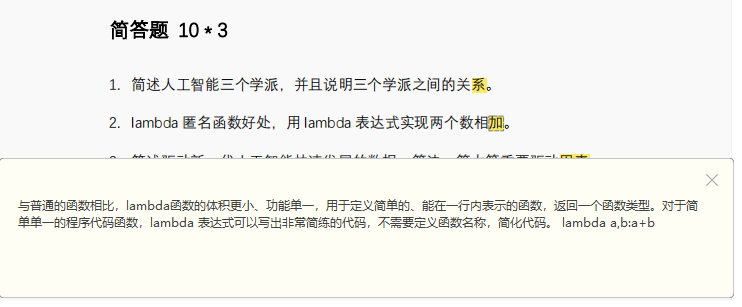 简答题 10 * 3
1. 简述人工智能三个学派，并且说明三个学派之间的关系。
2. lambda 匿名函数好处，用 lambda 表达式实现两个数相加。
与普通的函数相比，lambda函数的体积更小、功能单一，用于定义简单的、能在一行内表示的函数，返回一个函数类型。对于简
单单一的程序代码函数，lambda 表达式可以写出非常简练的代码，不需要定义函数名称，简化代码。 lambda a,b:a+b